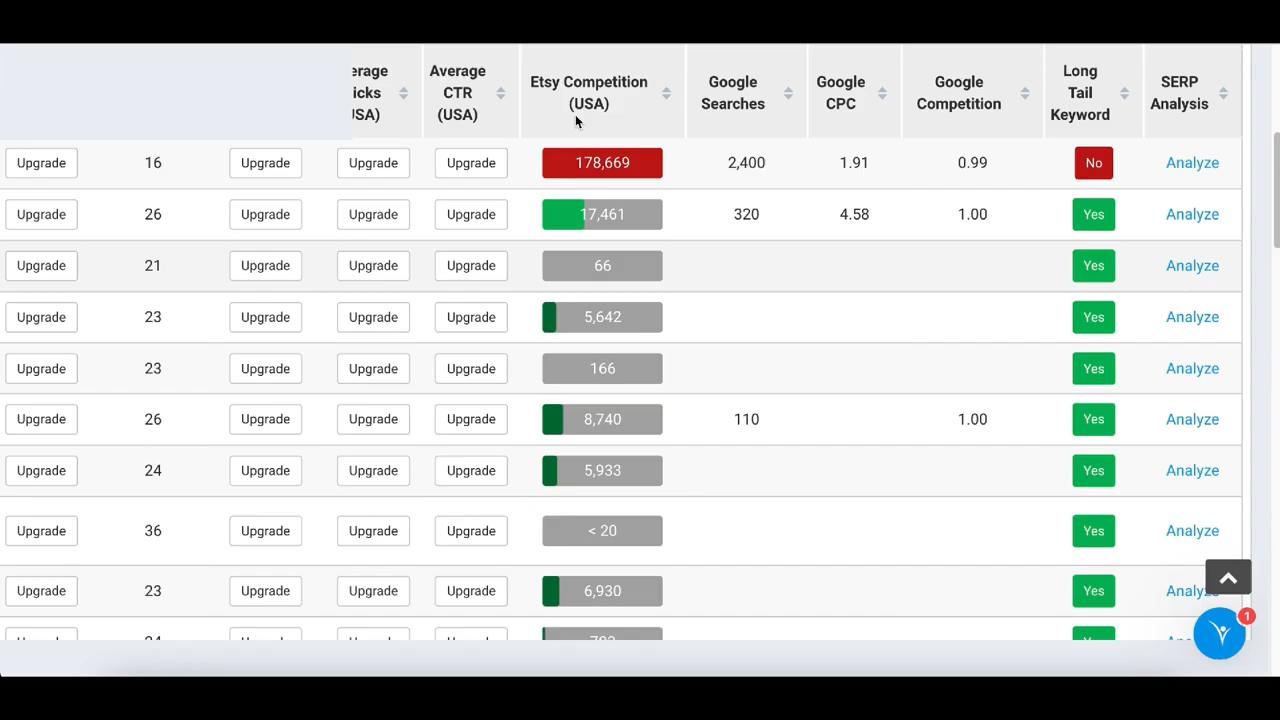 erage Average Etsy Competition Google Google Google Long SERP
icks CTR (USA) Searches CPC Competition Tail Analysis
USA) (USA) Keyword
Upgrade 16 Upgrade Upgrade Upgrade 178,669 2,400 1.91 0.99 No Analyze
Upgrade 26 Upgrade Upgrade Upgrade 17,461 320 4.58 1.00 Yes Analyze
Upgrade 21 Upgrade Upgrade Upgrade 66 Yes Analyze
Upgrade 23 Upgrade Upgrade Upgrade 5,642 Yes Analyze
Upgrade 23 Upgrade Upgrade Upgrade 166 Yes Analyze
Upgrade 26 Upgrade Upgrade Upgrade 8,740 110 1.00 Yes Analyze
Upgrade 24 Upgrade Upgrade Upgrade 5,933 Yes Analyze
Upgrade 36 Upgrade Upgrade Upgrade < 20 Yes Analyze
Upgrade 23 Upgrade Upgrade Upgrade 6,930 Yes Analyze
1